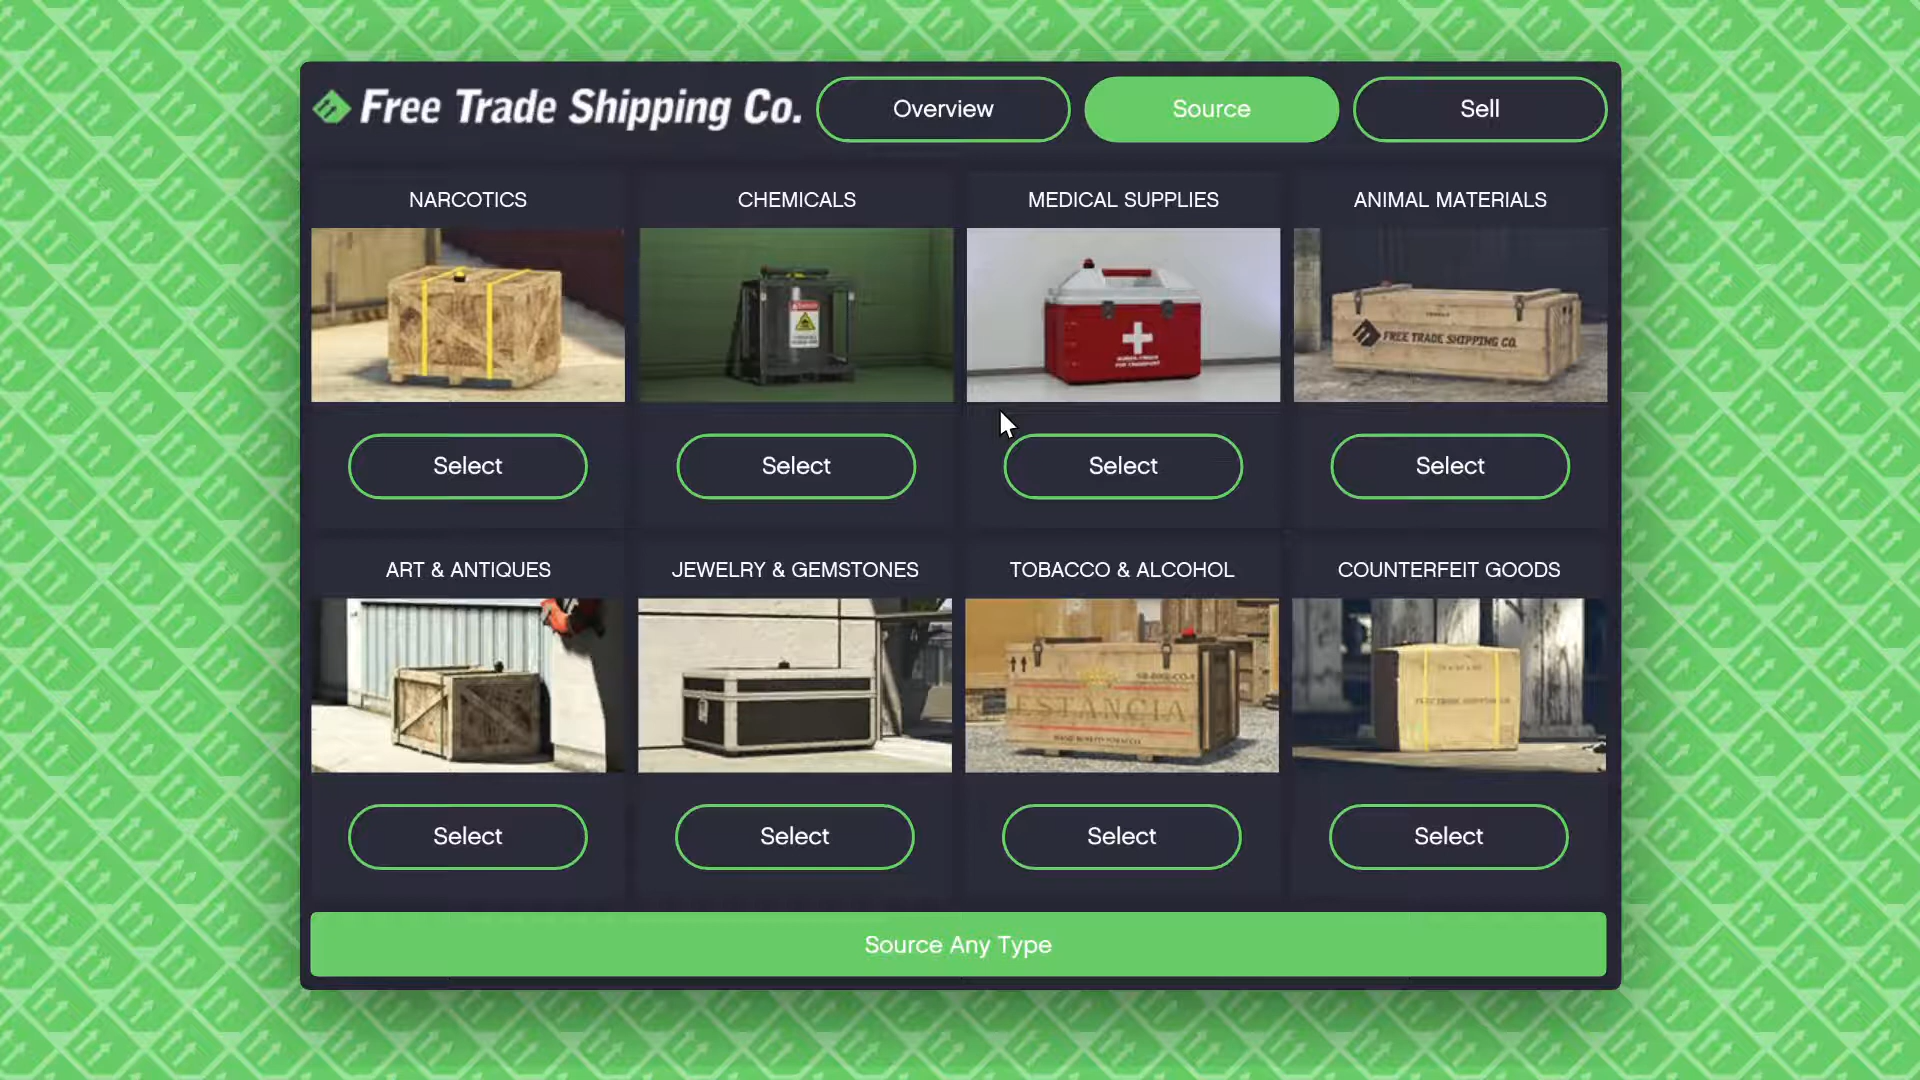 Free Trade Shipping Co.
Overview
Source
Sell
NARCOTICS
CHEMICALS
MEDICAL SUPPLIES
ANIMAL MATERIALS
FREE TRADE SHIPPING CO.
Select
Select
Select
Select
ART & ANTIQUES
JEWELRY & GEMSTONES
TOBACCO & ALCOHOL
COUNTERFEIT GOODS
ESTANCIA
Select
Select
Select
Select
Source Any Type